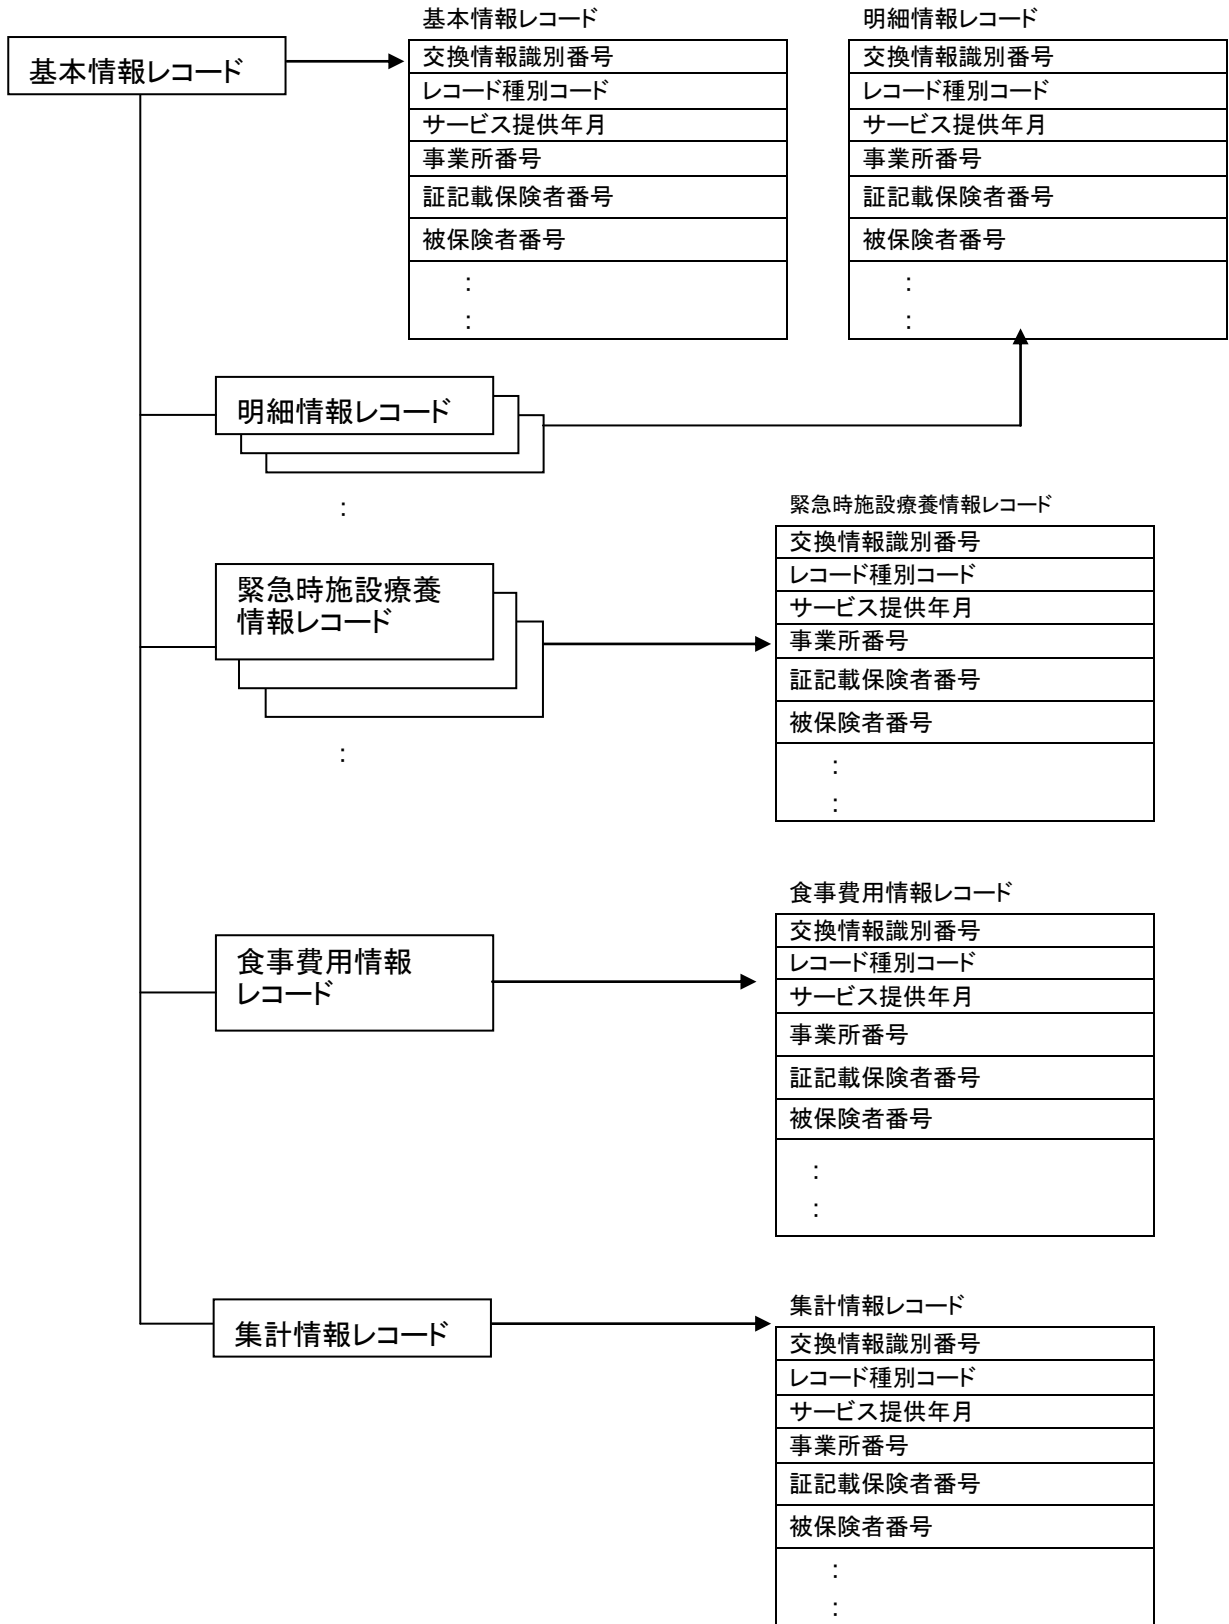 基本情報レコード
基本情報レコード
交換情報識別番号
レコード種別コード
サービス提供年月
事業所番号
証記載保険者番号
被保険者番号
:
:
明細情報レコード
交換情報識別番号
レコード種別コード
サービス提供年月
事業所番号
証記載保険者番号
被保険者番号
:
:
明細情報レコード
:
緊急時施設療養
情報レコード
:
緊急時施設療養情報レコード
交換情報識別番号
レコード種別コード
サービス提供年月
事業所番号
証記載保険者番号
被保険者番号
:
:
食事費用情報
レコード
食事費用情報レコード
交換情報識別番号
レコード種別コード
サービス提供年月
事業所番号
証記載保険者番号
被保険者番号
:
:
集計情報レコード
集計情報レコード
交換情報識別番号
レコード種別コード
サービス提供年月
事業所番号
証記載保険者番号
被保険者番号
:
: